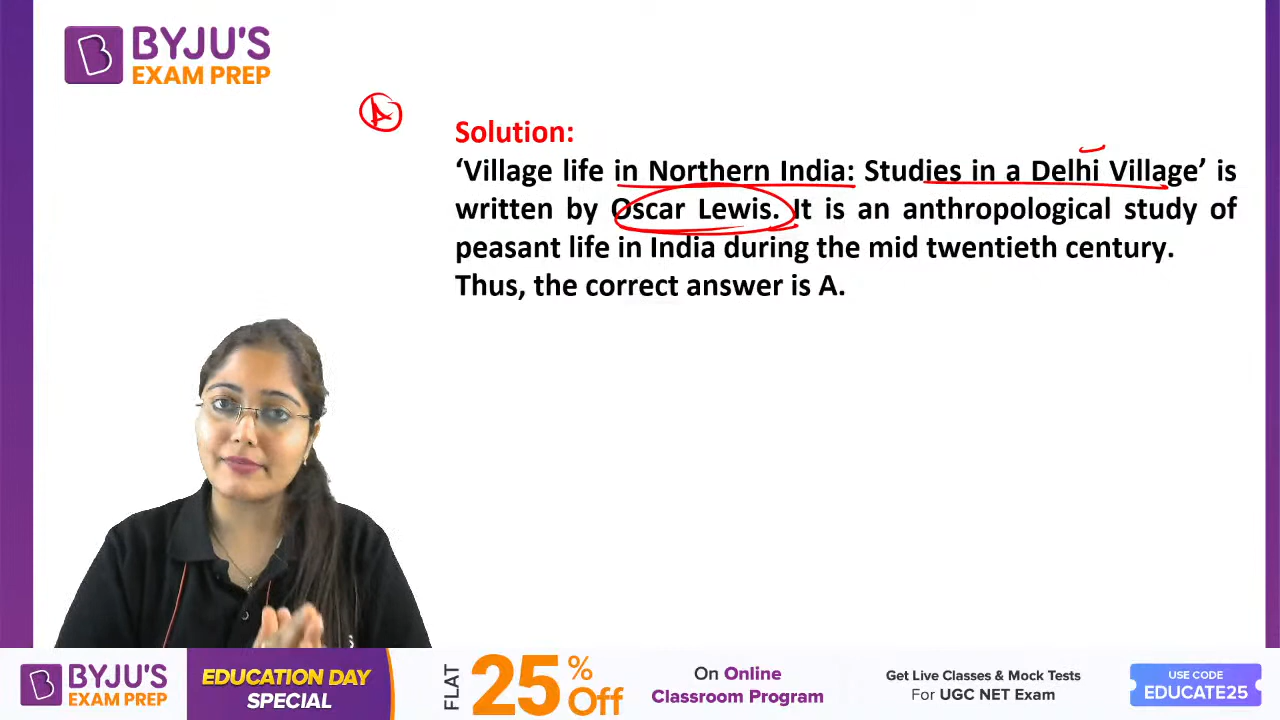 BYJU'S
EXAM PREP
A
Solution:
‘Village life in Northern India: Studies in a Delhi Village’ is
written by Oscar Lewis. It is an anthropological study of
peasant life in India during the mid twentieth century.
Thus, the correct answer is A.
BYJU'S
EXAM PREP
EDUCATION DAY
SPECIAL
FLAT
25% Off
On Online
Classroom Program
Get Live Classes & Mock Tests
For UGC NET Exam
USE CODE
EDUCATE25